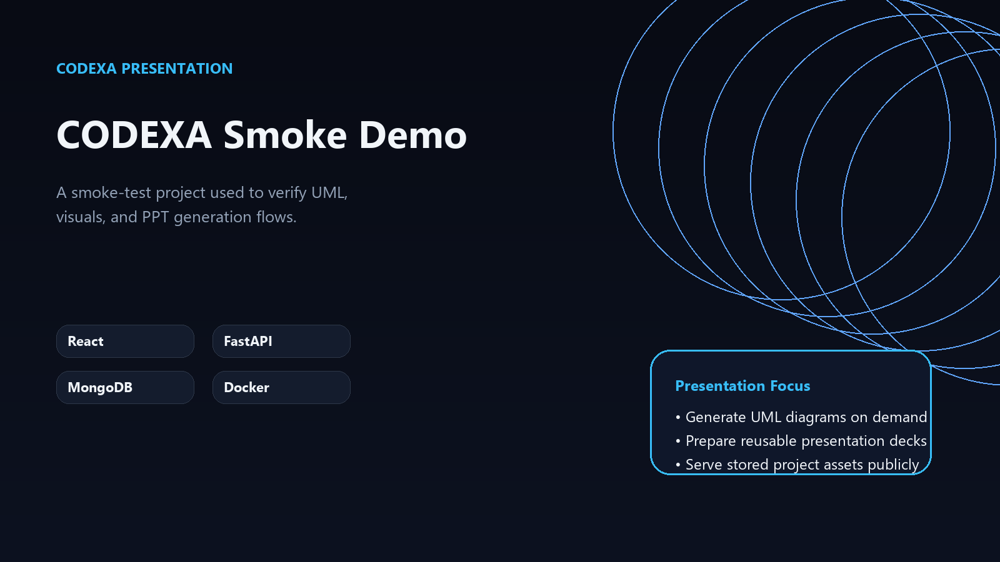 CODEXA PRESENTATION
CODEXA Smoke Demo
A smoke-test project used to verify UML,
visuals, and PPT generation flows.
React
FastAPI
MongoDB
Docker
Presentation Focus
• Generate UML diagrams on demand
• Prepare reusable presentation decks
• Serve stored project assets publicly